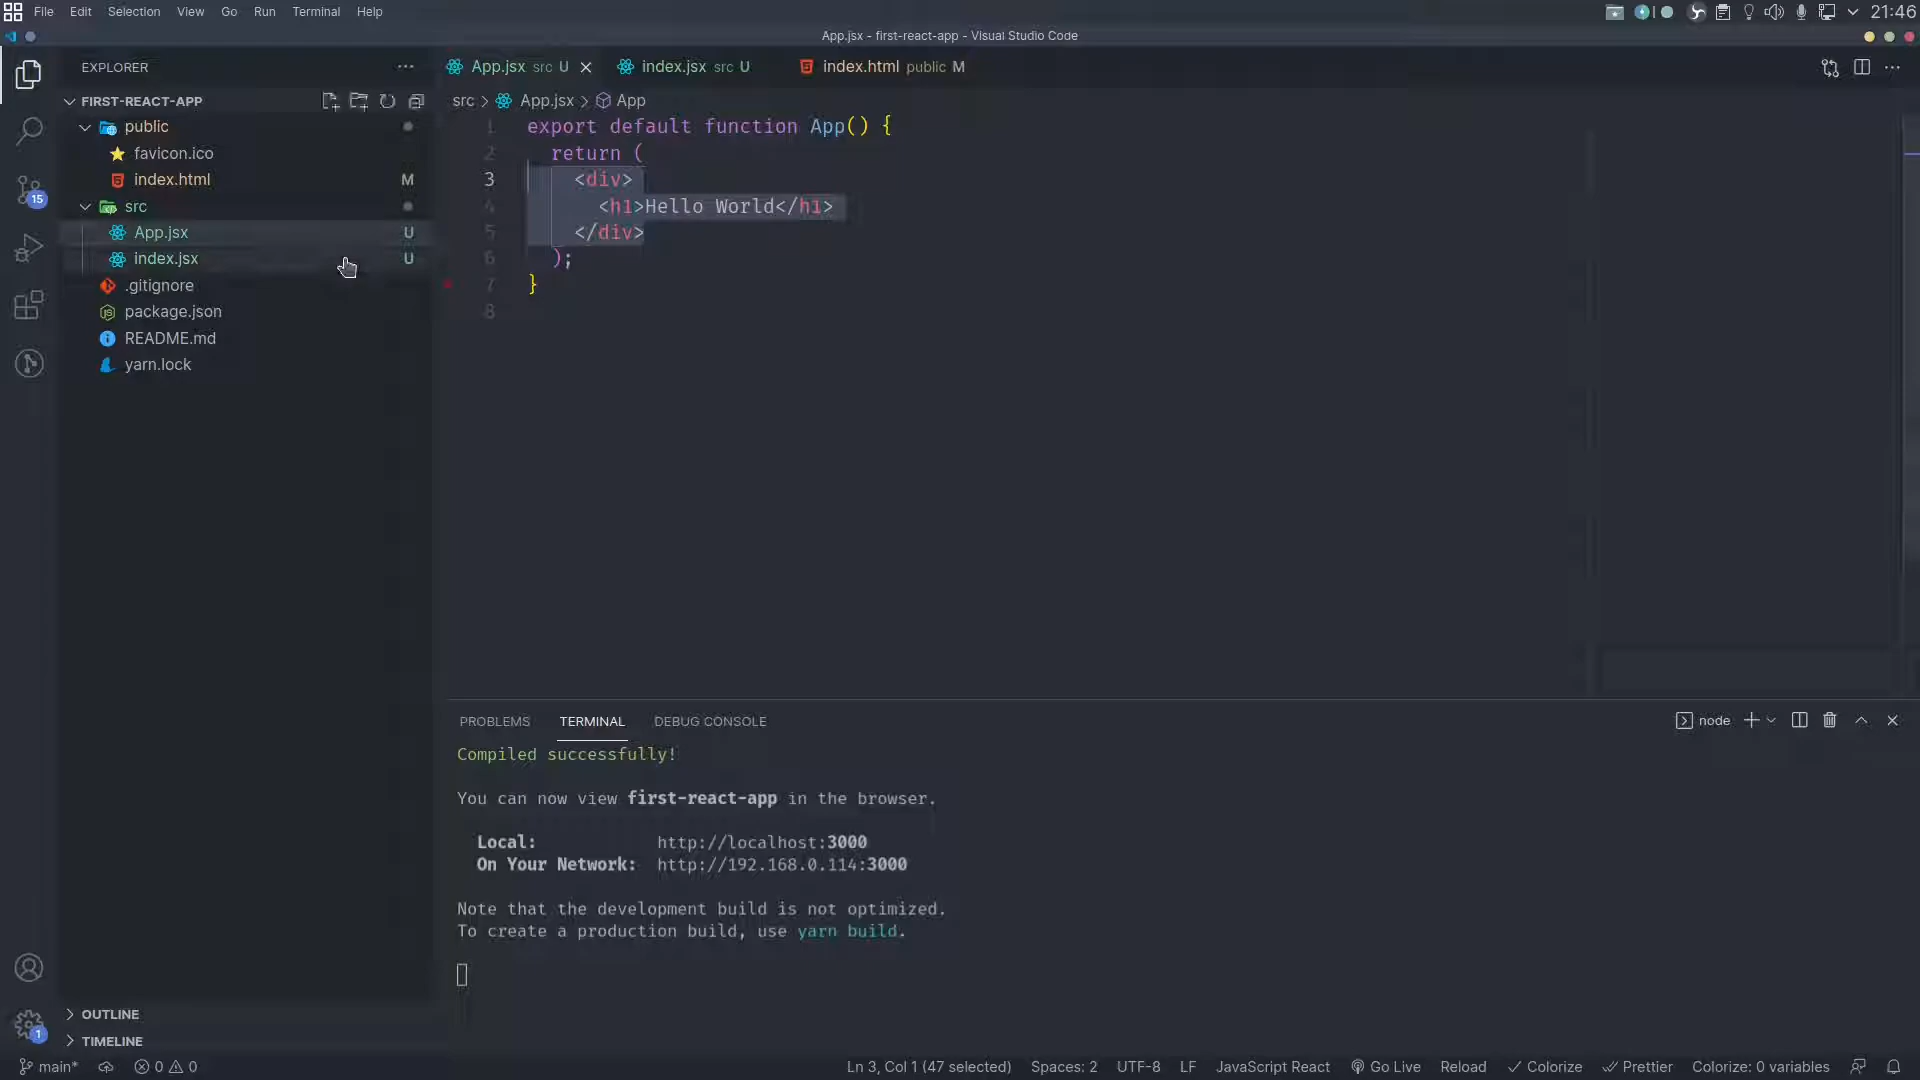 File Edit Selection View Go Run Terminal Help 21:46
App.jsx - first-react-app - Visual Studio Code
EXPLORER
App.jsx src U
index.jsx src U
index.html public M
FIRST-REACT-APP
src > App.jsx > App
public
favicon.ico
index.html M
src
App.jsx U
index.jsx U
.gitignore
package.json
README.md
yarn.lock
15
1 export default function App() {
2 return (
3 <div>
4 <h1>Hello World</h1>
5 </div>
6 );
7 }
8
PROBLEMS TERMINAL DEBUG CONSOLE
node
Compiled successfully!
You can now view first-react-app in the browser.
Local: http://localhost:3000
On Your Network: http://192.168.0.114:3000
Note that the development build is not optimized.
To create a production build, use yarn build.
OUTLINE
TIMELINE
1
main* 0 0 Ln 3, Col 1 (47 selected) Spaces: 2 UTF-8 LF JavaScript React Go Live Reload Colorize Prettier Colorize: 0 variables